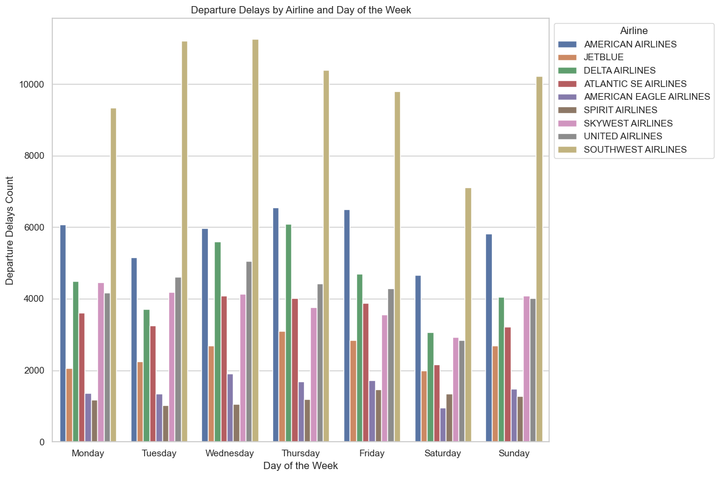 Departure Delays by Airline and Day of the Week
Airline
AMERICAN AIRLINES
JETBLUE
DELTA AIRLINES
ATLANTIC SE AIRLINES
AMERICAN EAGLE AIRLINES
SPIRIT AIRLINES
SKYWEST AIRLINES
UNITED AIRLINES
SOUTHWEST AIRLINES
Departure Delays Count
10000
8000
6000
4000
2000
0
Monday Tuesday Wednesday Thursday Friday Saturday Sunday
Day of the Week